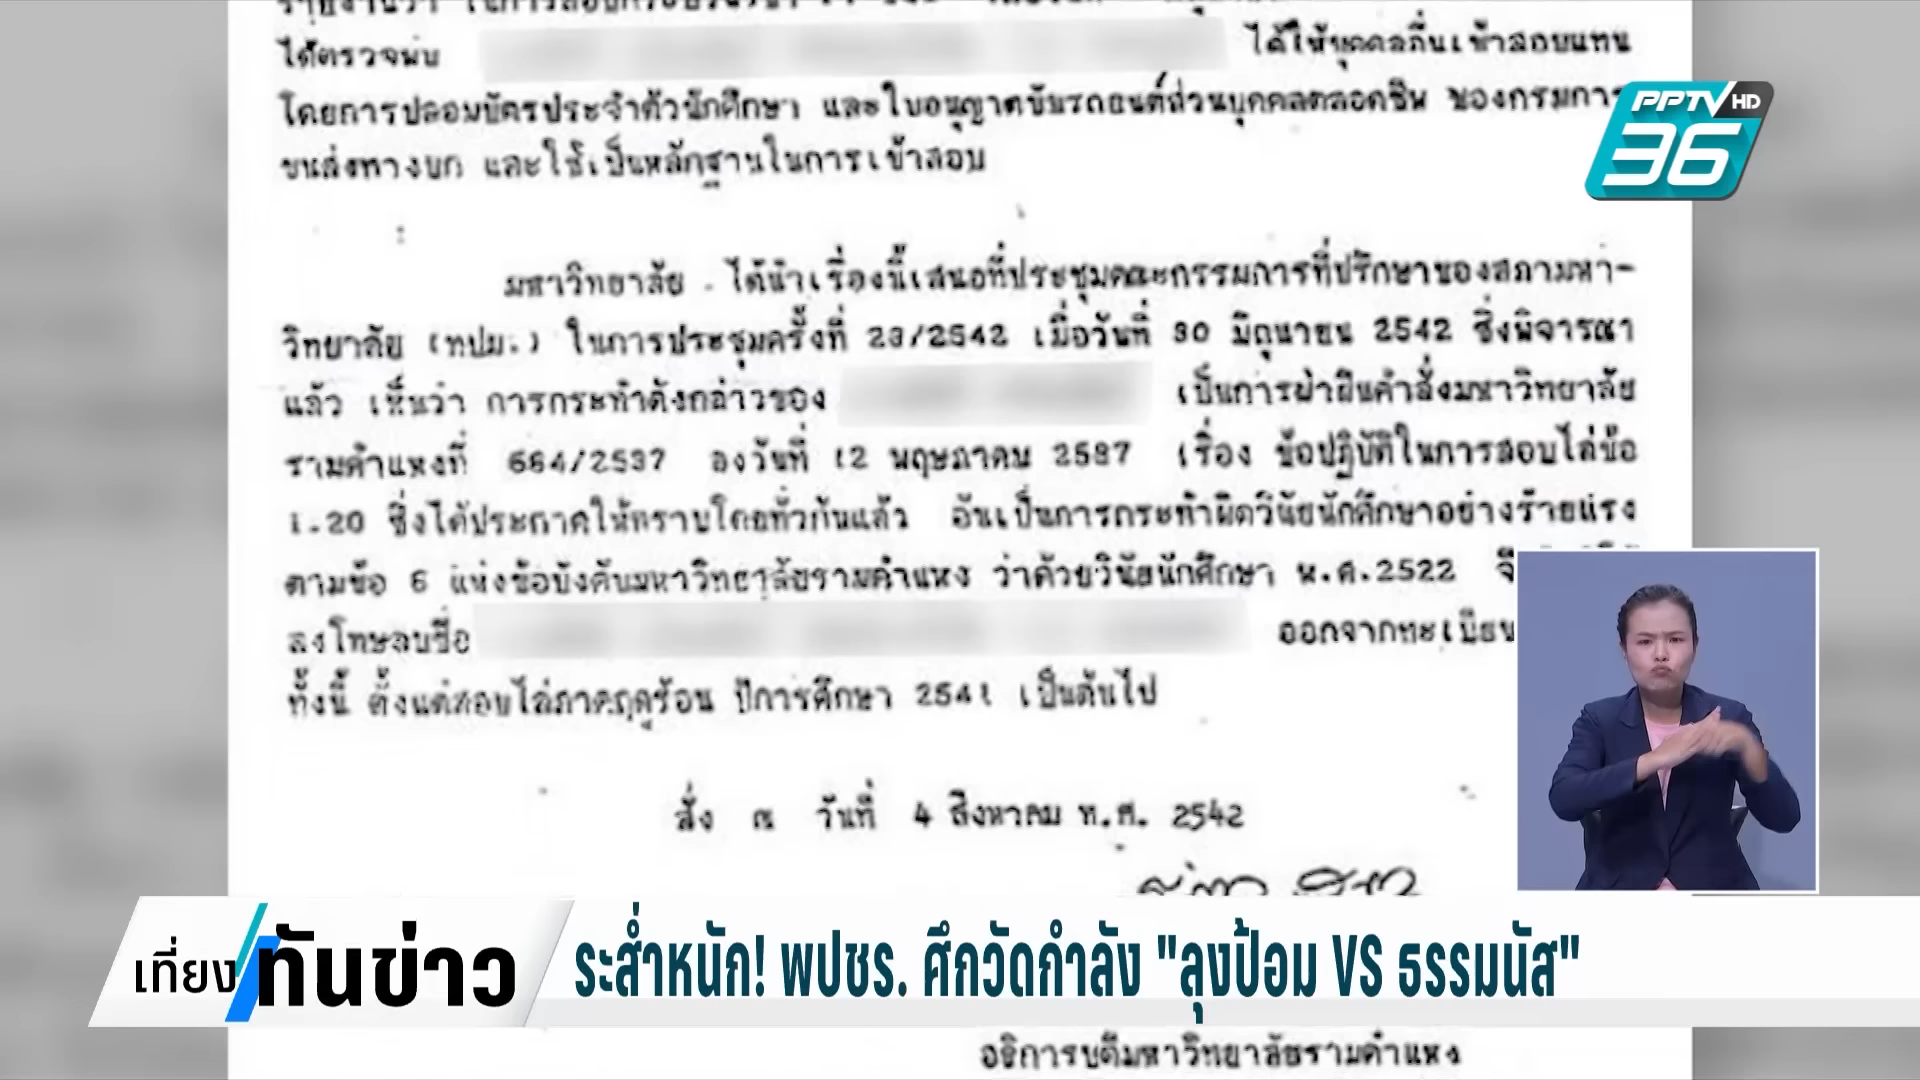 ได้ตรวจพบ ได้ให้บุคคลอื่นเข้าสอบแทน
โดยการปลอมบัตรประจำตัวนักศึกษา และใบอนุญาตขับรถยนต์ส่วนบุคคลตลอดชีพ ของกรมการ
ขนส่งทางบก และใช้เป็นหลักฐานในการเข้าสอบ
PPTV HD
36
มหาวิทยาลัย ได้นำเรื่องนี้เสนอที่ประชุมคณะกรรมการที่ปรึกษาของสภามหา-
วิทยาลัย (ทปม.) ในการประชุมครั้งที่ 23/2542 เมื่อวันที่ 30 มิถุนายน 2542 ซึ่งพิจารณา
แล้ว เห็นว่า การกระทำดังกล่าวของ เป็นการฝ่าฝืนคำสั่งมหาวิทยาลัย
รามคำแหงที่ 664/2537 ลงวันที่ 12 พฤษภาคม 2537 เรื่อง ข้อปฏิบัติในการสอบไล่ข้อ
1.20 ซึ่งได้ประกาศให้ทราบโดยทั่วกันแล้ว อันเป็นการกระทำผิดวินัยนักศึกษาอย่างร้ายแรง
ตามข้อ 6 แห่งข้อบังคับมหาวิทยาลัยรามคำแหง ว่าด้วยวินัยนักศึกษา พ.ศ.2522
ลงโทษลบชื่อ ออกจากทะเบียน
ทั้งนี้ ตั้งแต่สอบไล่ภาคฤดูร้อน ปีการศึกษา 2541 เป็นต้นไป
สั่ง ณ วันที่ 4 สิงหาคม พ.ศ. 2542
เที่ยงทันข่าว
ระส่ำหนัก! พปชร. ศึกวัดกำลัง "ลุงป้อม VS ธรรมนัส"
อธิการบดีมหาวิทยาลัยรามคำแหง